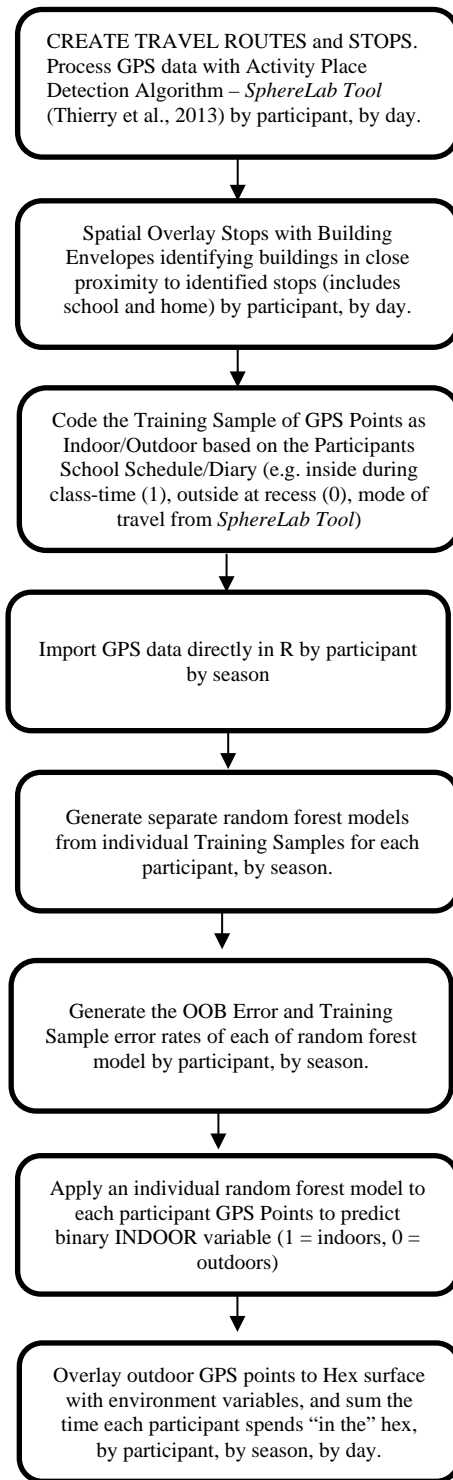 CREATE TRAVEL ROUTES and STOPS.
Process GPS data with Activity Place
Detection Algorithm – SphereLab Tool
(Thierry et al., 2013) by participant, by day.
Spatial Overlay Stops with Building
Envelopes identifying buildings in close
proximity to identified stops (includes
school and home) by participant, by day.
Code the Training Sample of GPS Points as
Indoor/Outdoor based on the Participants
School Schedule/Diary (e.g. inside during
class-time (1), outside at recess (0), mode of
travel from SphereLab Tool)
Import GPS data directly in R by participant
by season
Generate separate random forest models
from individual Training Samples for each
participant, by season.
Generate the OOB Error and Training
Sample error rates of each of random forest
model by participant, by season.
Apply an individual random forest model to
each participant GPS Points to predict
binary INDOOR variable (1 = indoors, 0 =
outdoors)
Overlay outdoor GPS points to Hex surface
with environment variables, and sum the
time each participant spends “in the” hex,
by participant, by season, by day.